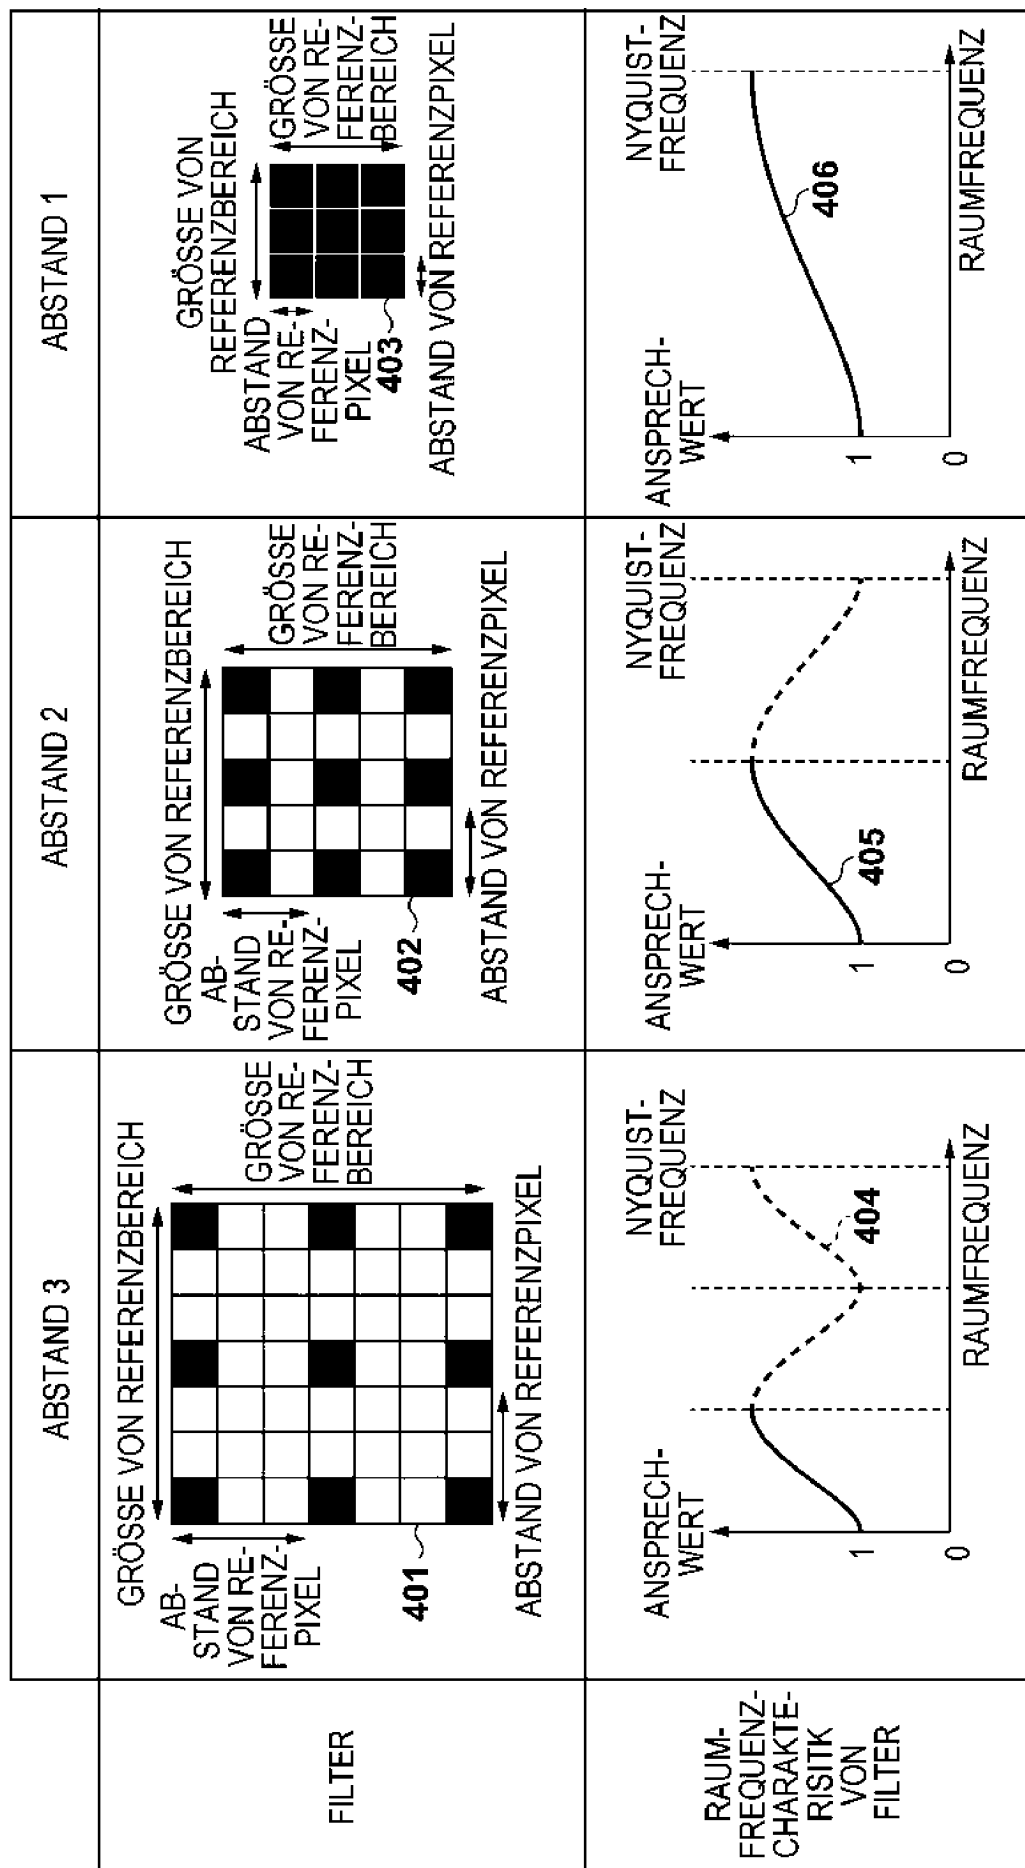 ABSTAND 3
ABSTAND 2
ABSTAND 1
FILTER
GRÖSSE VON REFERENZBEREICH
AB-
STAND
VON RE-
FERENZ-
PIXEL
GRÖSSE
VON RE-
FERENZ-
BEREICH
401
ABSTAND VON REFERENZPIXEL
GRÖSSE VON REFERENZBEREICH
AB-
STAND
VON RE-
FERENZ-
PIXEL
GRÖSSE
VON RE-
FERENZ-
BEREICH
402
ABSTAND VON REFERENZPIXEL
GRÖSSE VON
REFERENZBEREICH
ABSTAND
VON RE-
FERENZ-
PIXEL
GRÖSSE
VON RE-
FERENZ-
BEREICH
403
ABSTAND VON REFERENZPIXEL
RAUM-
FREQUENZ-
CHARAKTE-
RISITK
VON
FILTER
ANSPRECH-
WERT
NYQUIST-
FREQUENZ
1
404
0
RAUMFREQUENZ
ANSPRECH-
WERT
NYQUIST-
FREQUENZ
1
405
0
RAUMFREQUENZ
ANSPRECH-
WERT
NYQUIST-
FREQUENZ
406
1
0
RAUMFREQUENZ